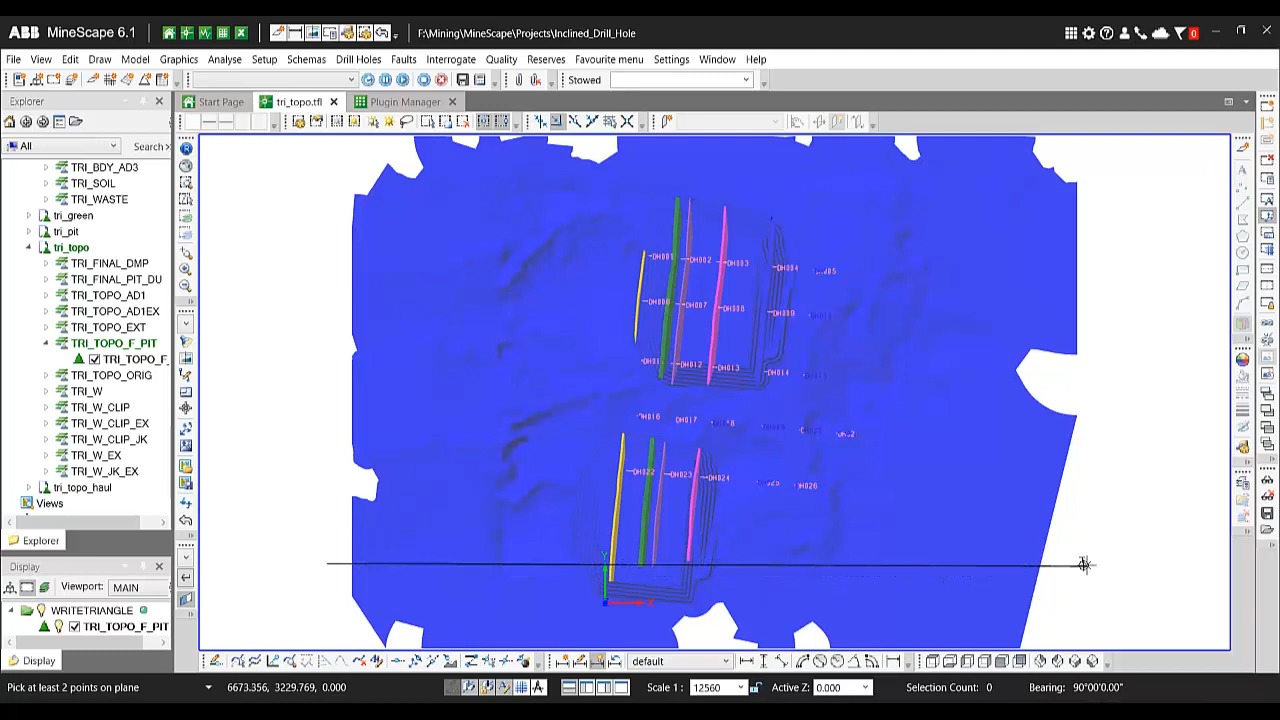 ABB MineScape 6.1 F:\Mining\MineScape\Projects\Inclined_Drill_Hole 0
File View Edit Draw Model Graphics Analyse Setup Schemas Drill Holes Faults Interrogate Quality Reserves Favourite menu Settings Window Help
Stowed
Explorer
Start Page tri_topo.tfl Plugin Manager
All Search
TRI_BDY_AD3
TRI_SOIL
TRI_WASTE
tri_green
tri_pit
tri_topo
TRI_FINAL_DMP
TRI_FINAL_PIT_DU
TRI_TOPO_AD1
TRI_TOPO_AD1EX
TRI_TOPO_EXT
TRI_TOPO_F_PIT
TRI_TOPO_F_
TRI_TOPO_ORIG
TRI_W
TRI_W_CLIP
TRI_W_CLIP_EX
TRI_W_CLIP_JK
TRI_W_EX
TRI_W_JK_EX
tri_topo_haul
Views
Explorer
Display
Viewport: MAIN
WRITETRIANGLE
TRI_TOPO_F_PIT
Display
DH001 DH002 DH003 DH004
DH007 DH009
DH012 DH013 DH014
DH017
DH022 DH023 DH024
DH026
Y
X
default
Pick at least 2 points on plane 6673.356, 3229.769, 0.000 Scale 1 : 12560 Active Z: 0.000 Selection Count: 0 Bearing: 90°00'0.00"